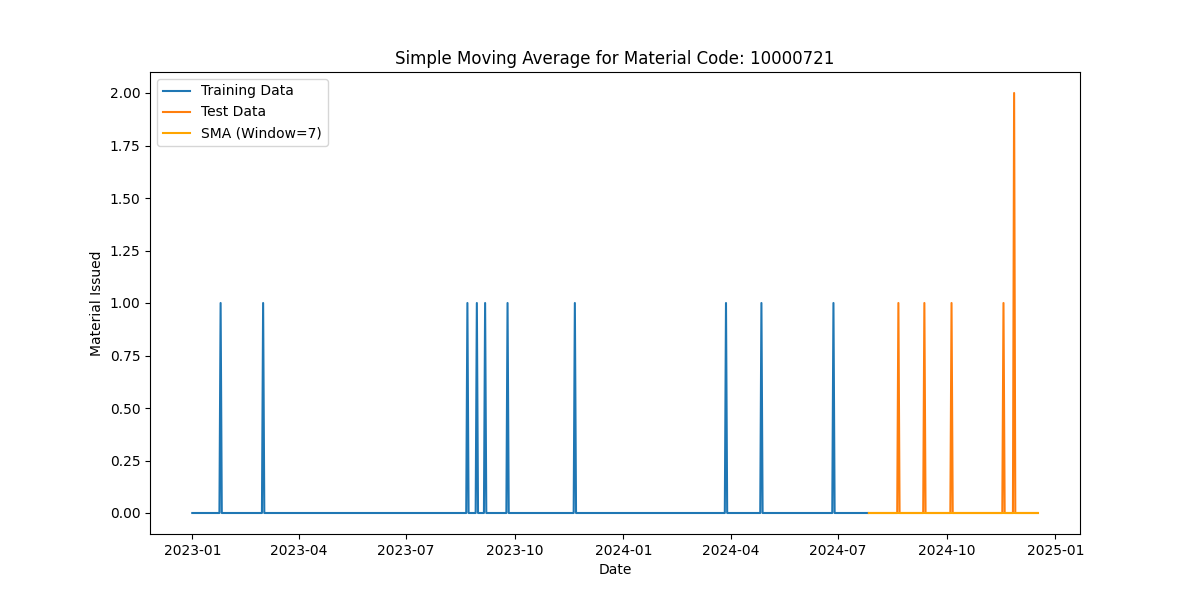 Simple Moving Average for Material Code: 10000721
Training Data
Test Data
SMA (Window=7)
Material Issued
2.00
1.75
1.50
1.25
1.00
0.75
0.50
0.25
0.00
2023-01 2023-04 2023-07 2023-10 2024-01 2024-04 2024-07 2024-10 2025-01
Date